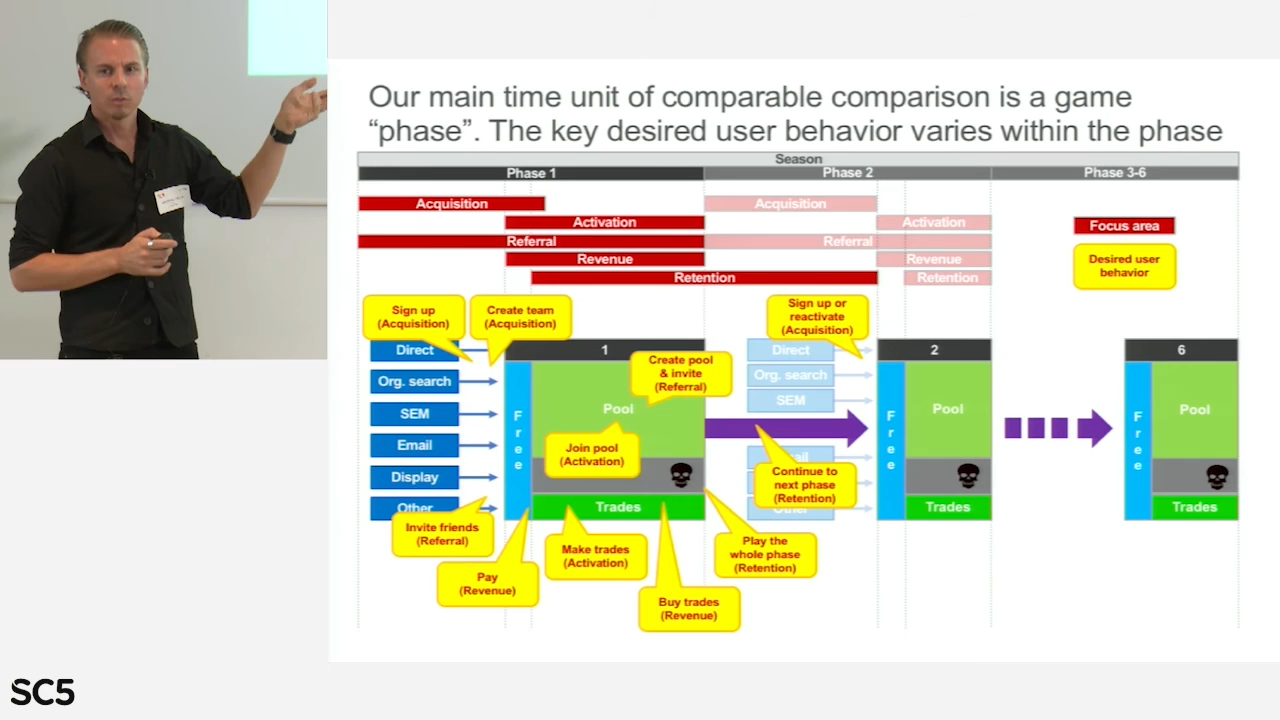 Our main time unit of comparable comparison is a game
“phase”. The key desired user behavior varies within the phase
Season
Phase 1
Phase 2
Phase 3-6
Acquisition
Acquisition
Activation
Activation
Focus area
Referral
Referral
Revenue
Revenue
Desired user
behavior
Retention
Retention
Sign up
(Acquisition)
Create team
(Acquisition)
Sign up or
reactivate
(Acquisition)
Direct
1
Direct
2
6
Create pool
& invite
(Referral)
Org. search
Org. search
SEM
SEM
Free
Pool
Free
Pool
Free
Pool
Email
Join pool
(Activation)
Continue to
next phase
(Retention)
Display
Other
Trades
Other
Trades
Trades
Invite friends
(Referral)
Make trades
(Activation)
Play the
whole phase
(Retention)
Pay
(Revenue)
Buy trades
(Revenue)
SC5